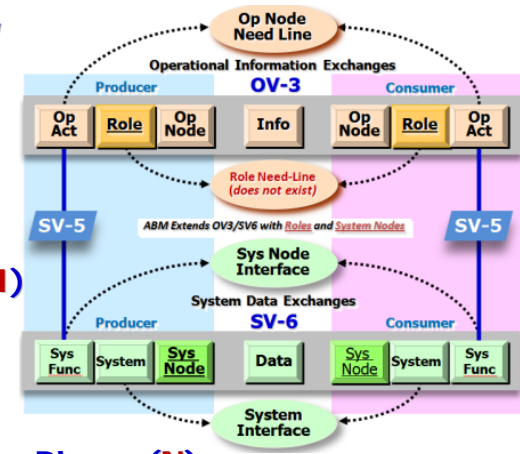 Op Node
Need Line
Operational Information Exchanges
Producer
OV-3
Consumer
Op
Act
Role
Op
Node
Info
Op
Node
Role
Op
Act
Role Need-Line
(does not exist)
SV-5
ABM Extends OV3/SV6 with Roles and System Nodes
SV-5
Sys Node
Interface
)
System Data Exchanges
Producer
SV-6
Consumer
Sys
Func
System
Sys
Node
Data
Sys
Node
System
Sys
Func
System
Interface
(N)